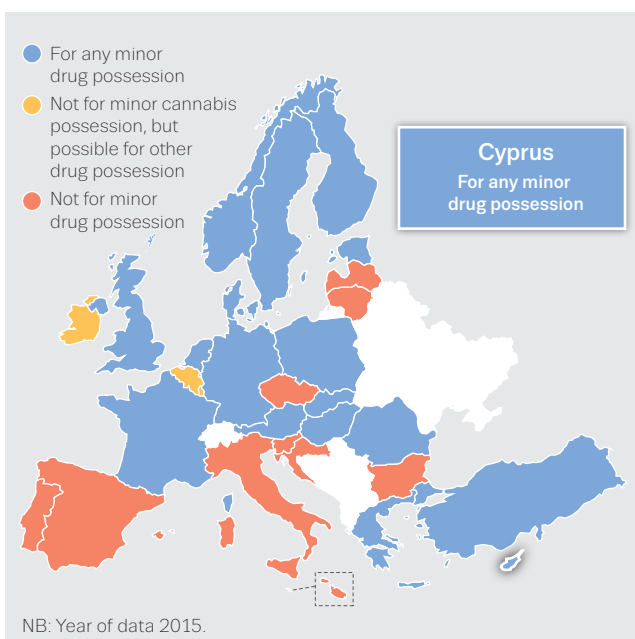 For any minor
drug possession
Not for minor cannabis
possession, but
possible for other
drug possession
Not for minor
drug possession
Cyprus
For any minor
drug possession
NB: Year of data 2015.